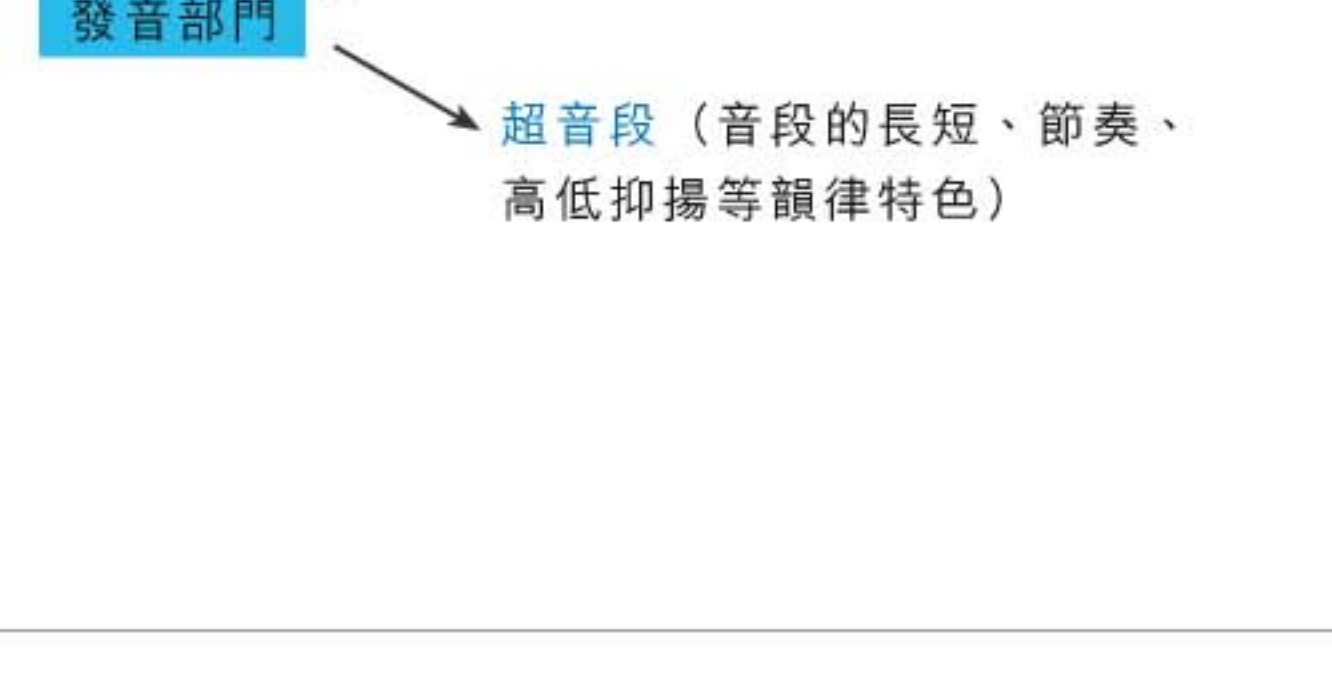 發音部門
超音段（音段的長短、節奏、
高低抑揚等韻律特色）